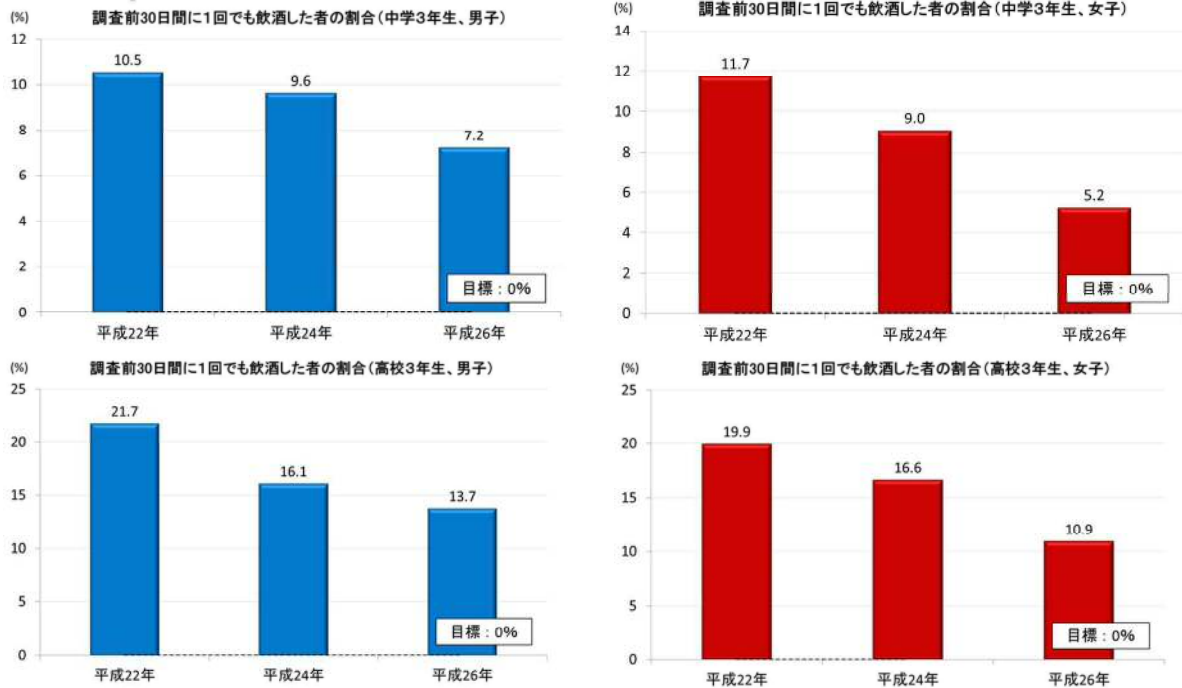 (%)
調査前30日間に1回でも飲酒した者の割合(中学3年生、男子)
12
10
8
6
4
2
0
10.5
9.6
7.2
目標:0%
平成22年
平成24年
平成26年
(%)
調査前30日間に1回でも飲酒した者の割合(中学3年生、女子)
14
12
10
8
6
4
2
0
11.7
9.0
5.2
目標:0%
平成22年
平成24年
平成26年
(%)
調査前30日間に1回でも飲酒した者の割合(高校3年生、男子)
25
20
15
10
5
0
21.7
16.1
13.7
目標:0%
平成22年
平成24年
平成26年
(%)
調査前30日間に1回でも飲酒した者の割合(高校3年生、女子)
25
20
15
10
5
0
19.9
16.6
10.9
目標:0%
平成22年
平成24年
平成26年